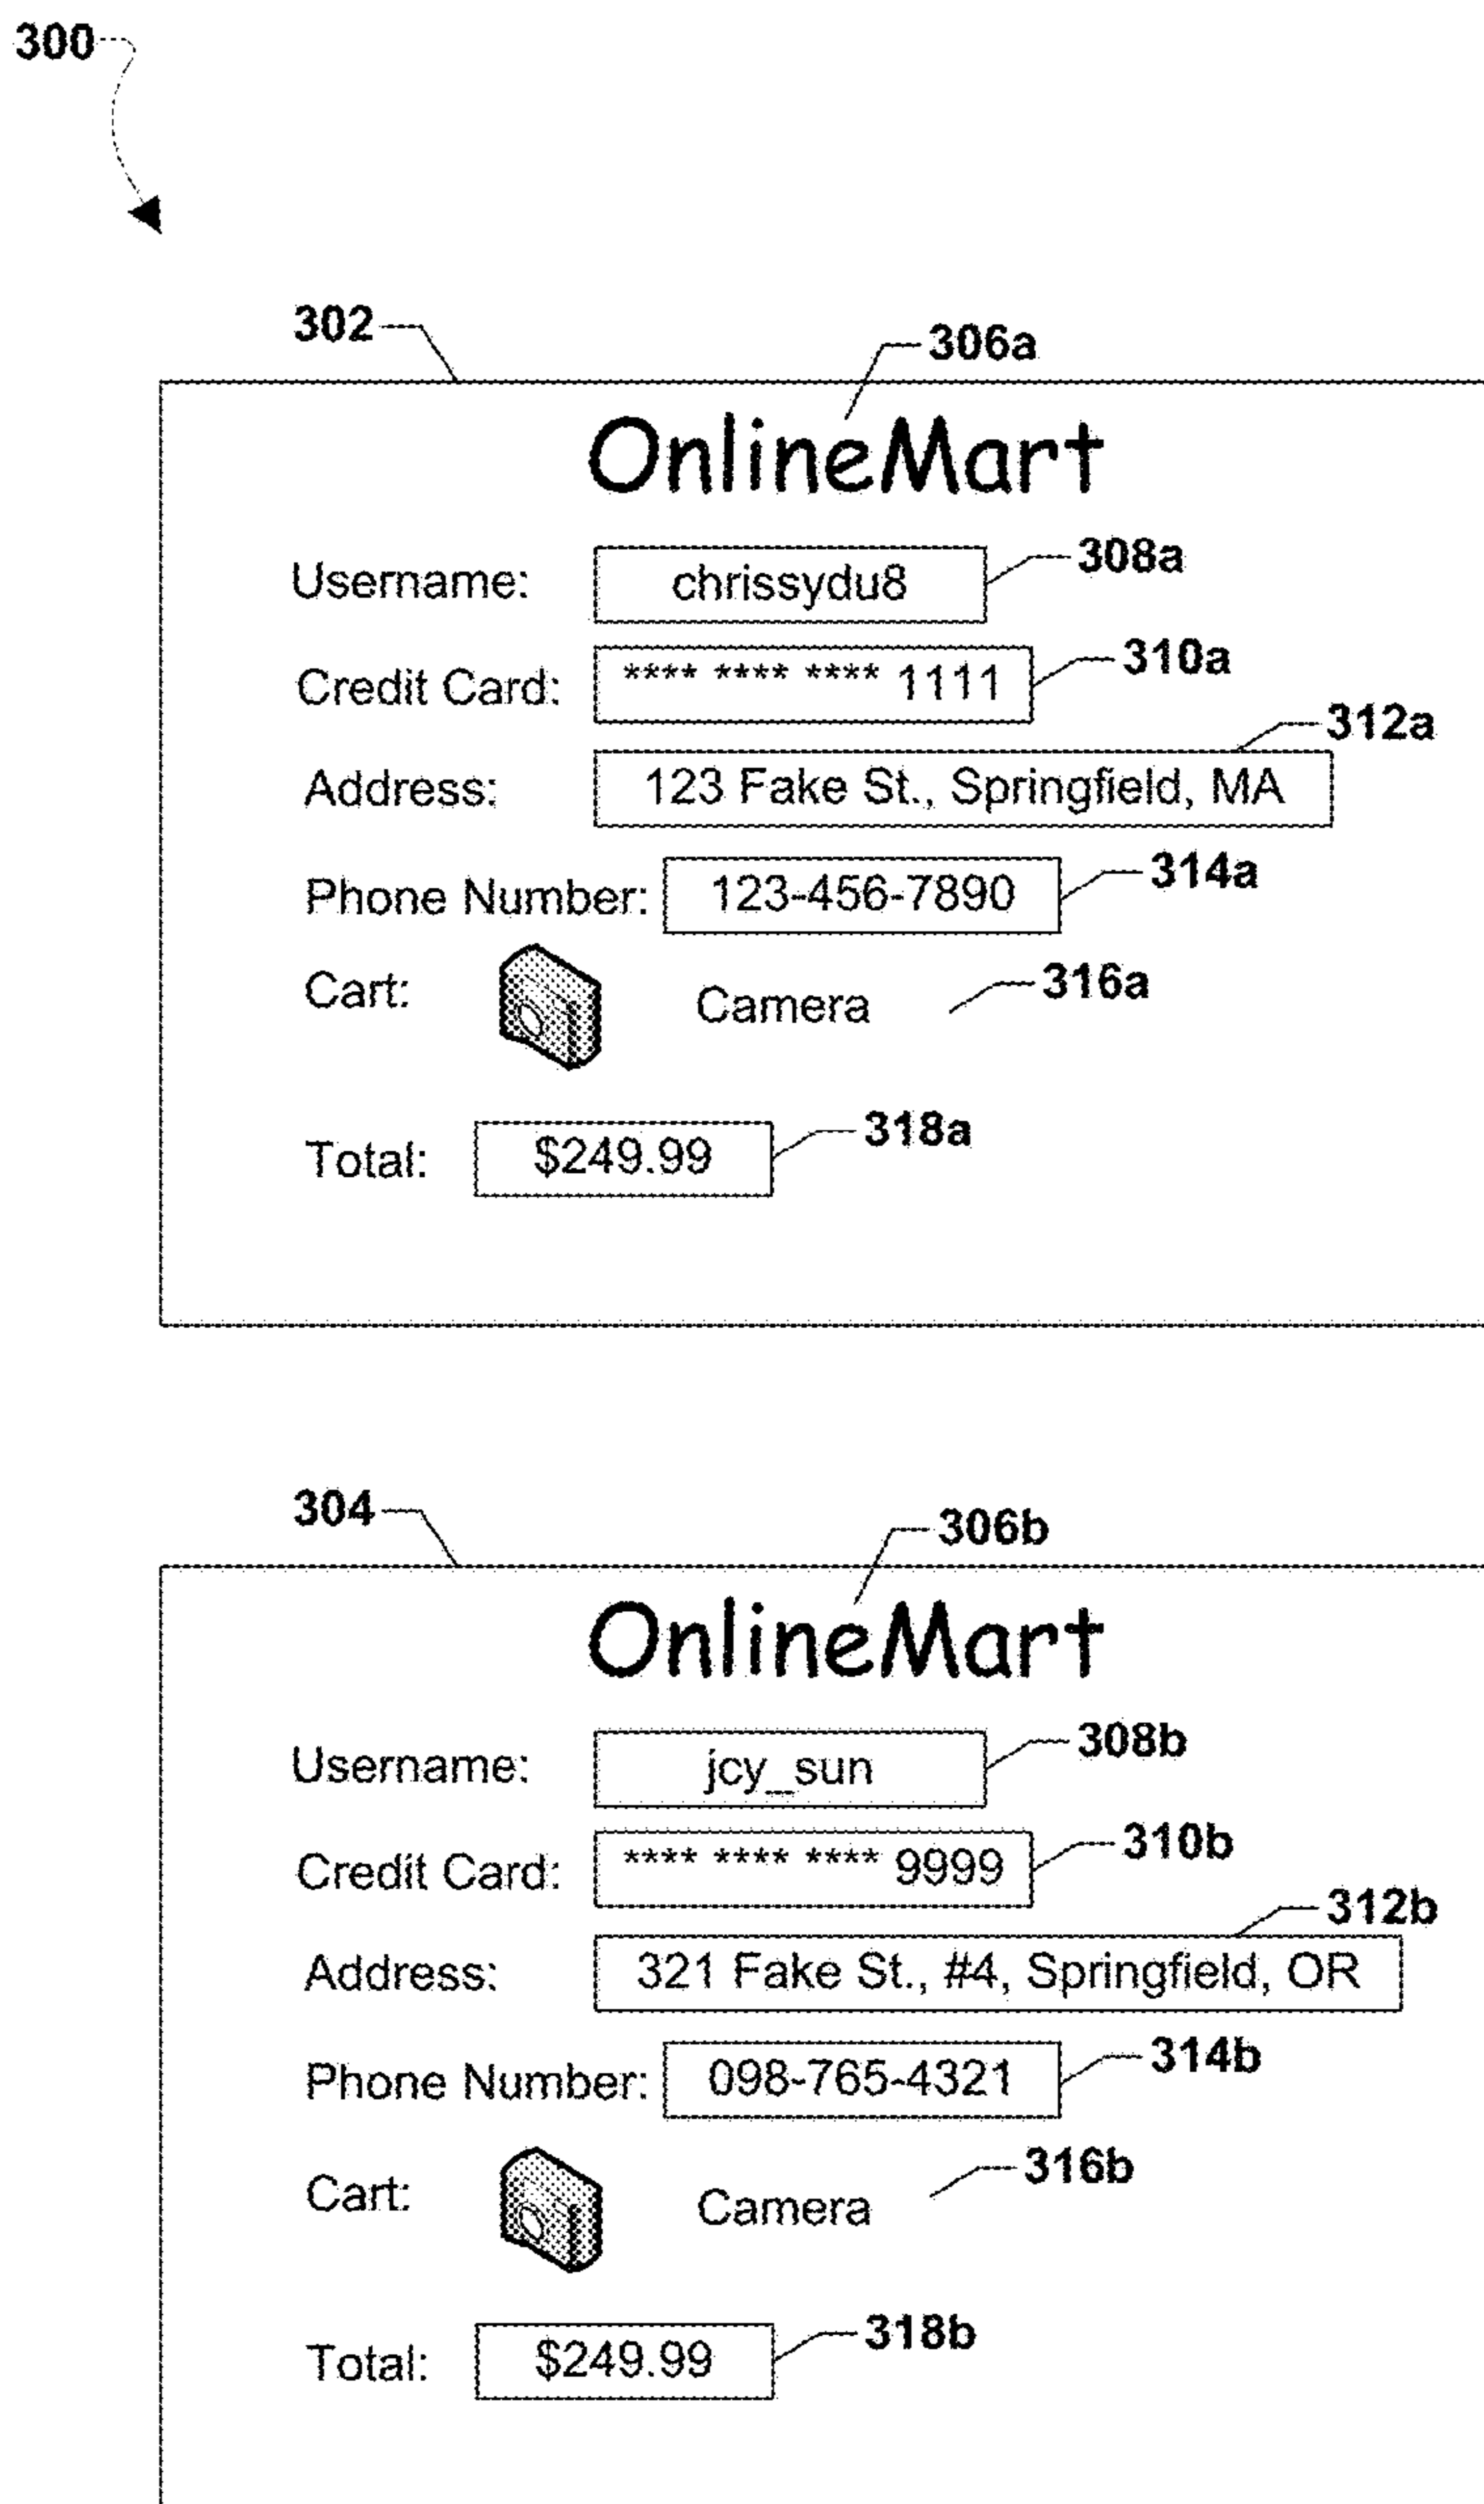 300
302
306a
OnlineMart
308a
Username: chrissydu8
310a
Credit Card: **** **** **** 1111
312a
Address: 123 Fake St., Springfield, MA
314a
Phone Number: 123-456-7890
Cart: Camera 316a
318a
Total: $249.99
304
306b
OnlineMart
308b
Username: jcy_sun
310b
Credit Card: **** **** **** 9999
312b
Address: 321 Fake St., #4, Springfield, OR
314b
Phone Number: 098-765-4321
316b
Cart: Camera
318b
Total: $249.99